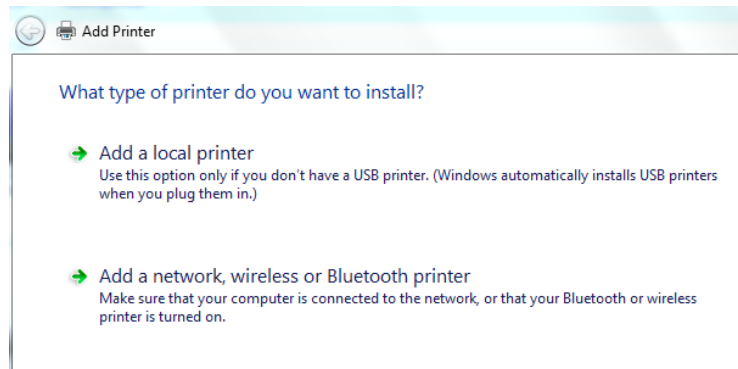 Add Printer
What type of printer do you want to install?
Add a local printer
Use this option only if you don't have a USB printer. (Windows automatically installs USB printers
when you plug them in.)
Add a network, wireless or Bluetooth printer
Make sure that your computer is connected to the network, or that your Bluetooth or wireless
printer is turned on.